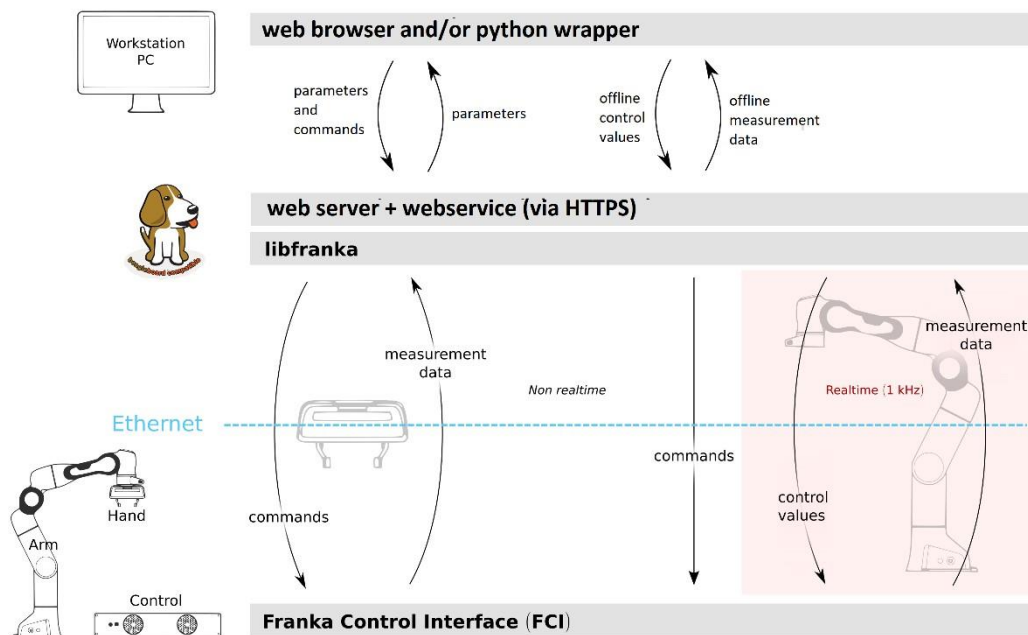 Workstation
PC
web browser and/or python wrapper
parameters
and
commands
parameters
offline
control
values
offline
measurement
data
web server + webservice (via HTTPS)
beagleboard compatible
libfranka
measurement
data
Non realtime
measurement
data
Realtime (1 kHz)
Ethernet
commands
control
values
Hand
commands
Arm
Control
Franka Control Interface (FCI)